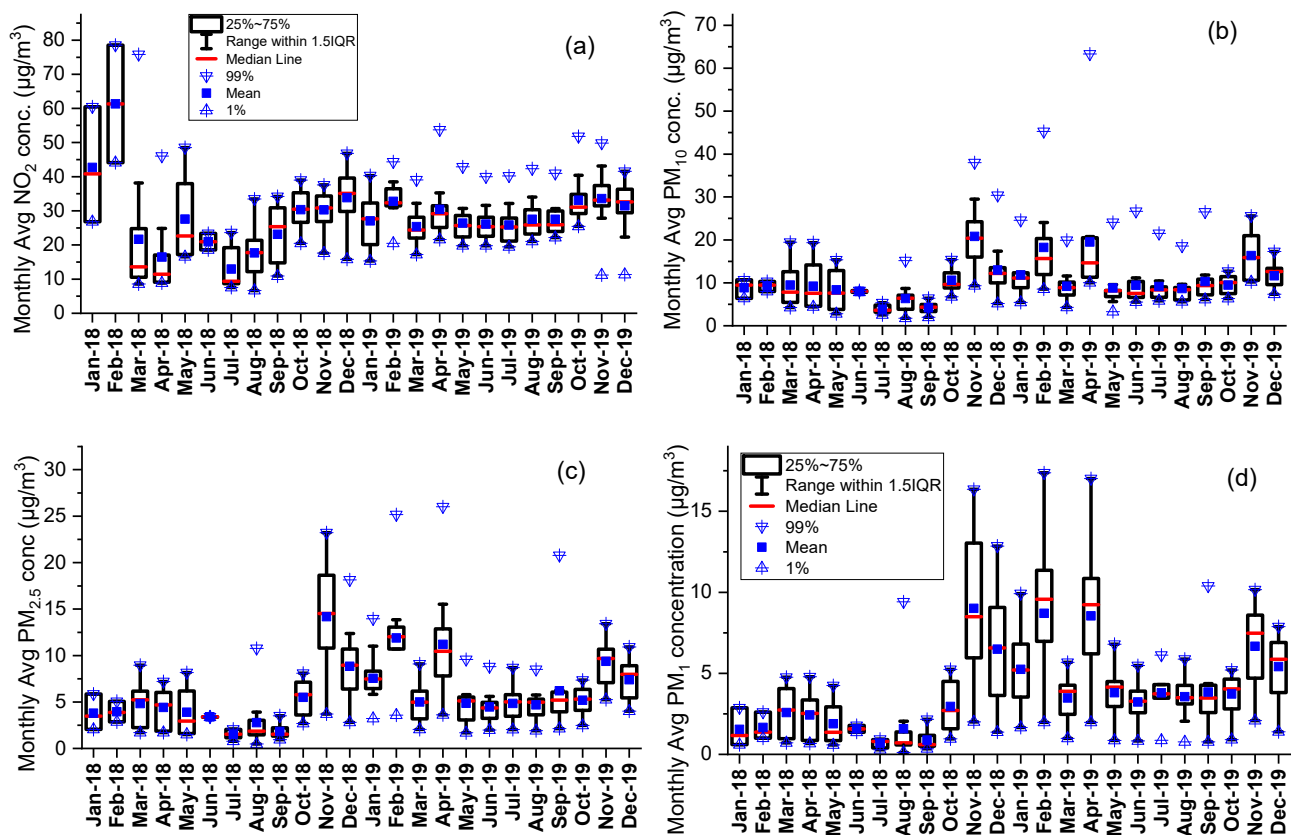 (a)
25%~75%
Range within 1.5IQR
Median Line
99%
Mean
1%
Monthly Avg NO2 conc. (µg/m³)
80
70
60
50
40
30
20
10
0
Jan-18
Feb-18
Mar-18
Apr-18
May-18
Jun-18
Jul-18
Aug-18
Sep-18
Oct-18
Nov-18
Dec-18
Jan-19
Feb-19
Mar-19
Apr-19
May-19
Jun-19
Jul-19
Aug-19
Sep-19
Oct-19
Nov-19
Dec-19
(b)
Monthly Avg PM10 conc. (µg/m³)
70
60
50
40
30
20
10
0
Jan-18
Feb-18
Mar-18
Apr-18
May-18
Jun-18
Jul-18
Aug-18
Sep-18
Oct-18
Nov-18
Dec-18
Jan-19
Feb-19
Mar-19
Apr-19
May-19
Jun-19
Jul-19
Aug-19
Sep-19
Oct-19
Nov-19
Dec-19
(c)
Monthly Avg PM2.5 conc (µg/m³)
30
25
20
15
10
5
0
Jan-18
Feb-18
Mar-18
Apr-18
May-18
Jun-18
Jul-18
Aug-18
Sep-18
Oct-18
Nov-18
Dec-18
Jan-19
Feb-19
Mar-19
Apr-19
May-19
Jun-19
Jul-19
Aug-19
Sep-19
Oct-19
Nov-19
Dec-19
(d)
25%~75%
Range within 1.5IQR
Median Line
99%
Mean
1%
Monthly Avg PM1 concentration (µg/m³)
15
10
5
0
Jan-18
Feb-18
Mar-18
Apr-18
May-18
Jun-18
Jul-18
Aug-18
Sep-18
Oct-18
Nov-18
Dec-18
Jan-19
Feb-19
Mar-19
Apr-19
May-19
Jun-19
Jul-19
Aug-19
Sep-19
Oct-19
Nov-19
Dec-19